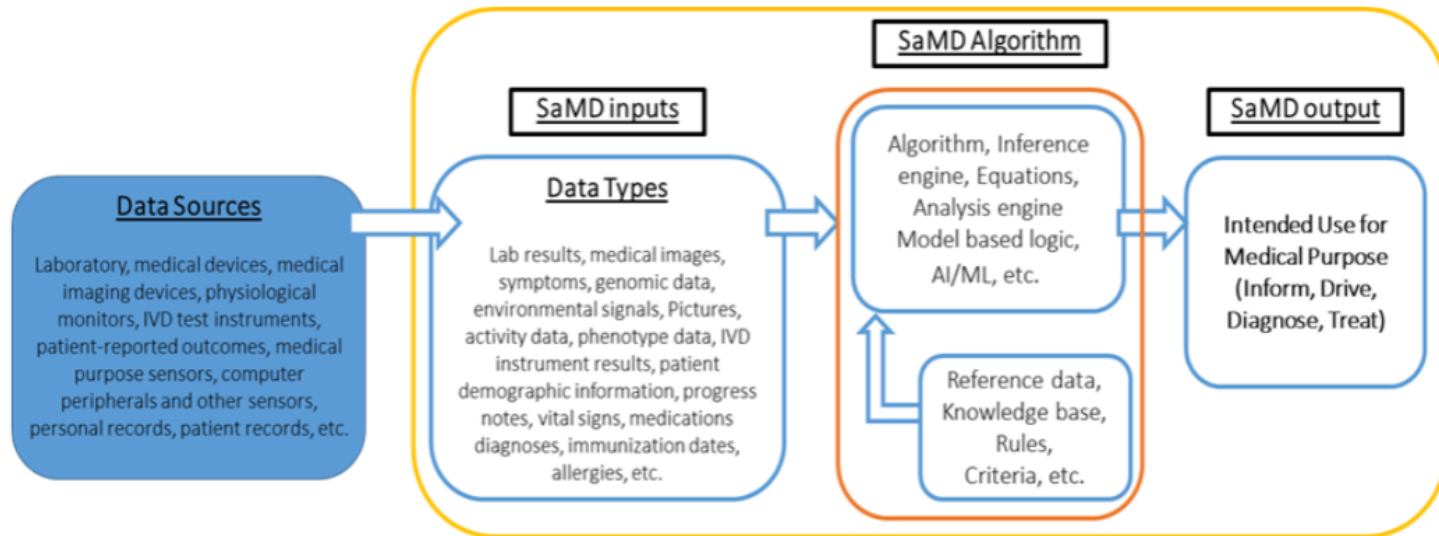 Data Sources
Laboratory, medical devices, medical
imaging devices, physiological
monitors, IVD test instruments,
patient-reported outcomes, medical
purpose sensors, computer
peripherals and other sensors,
personal records, patient records, etc.
SaMD inputs
Data Types
Lab results, medical images,
symptoms, genomic data,
environmental signals, Pictures,
activity data, phenotype data, IVD
instrument results, patient
demographic information, progress
notes, vital signs, medications
diagnoses, immunization dates,
allergies, etc.
SaMD Algorithm
Algorithm, Inference
engine, Equations,
Analysis engine
Model based logic,
AI/ML, etc.
Reference data,
Knowledge base,
Rules,
Criteria, etc.
SaMD output
Intended Use for
Medical Purpose
(Inform, Drive,
Diagnose, Treat)